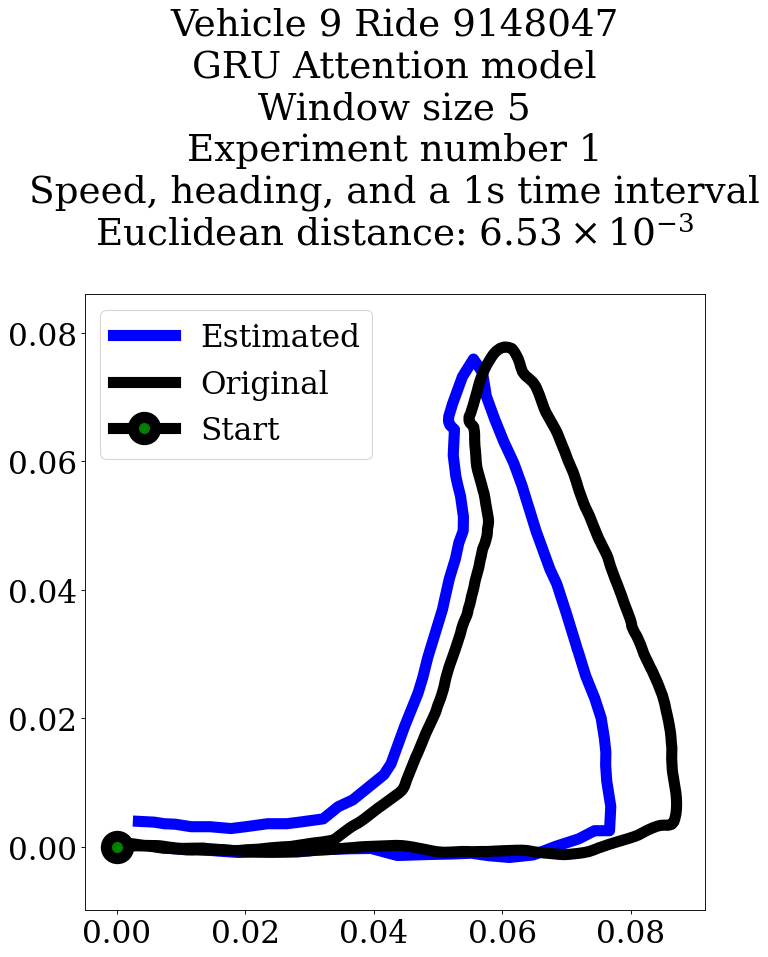 Vehicle 9 Ride 9148047
GRU Attention model
Window size 5
Experiment number 1
Speed, heading, and a 1s time interval
Euclidean distance: 6.53 × 10⁻³
Estimated
Original
Start
0.08
0.06
0.04
0.02
0.00
0.00 0.02 0.04 0.06 0.08